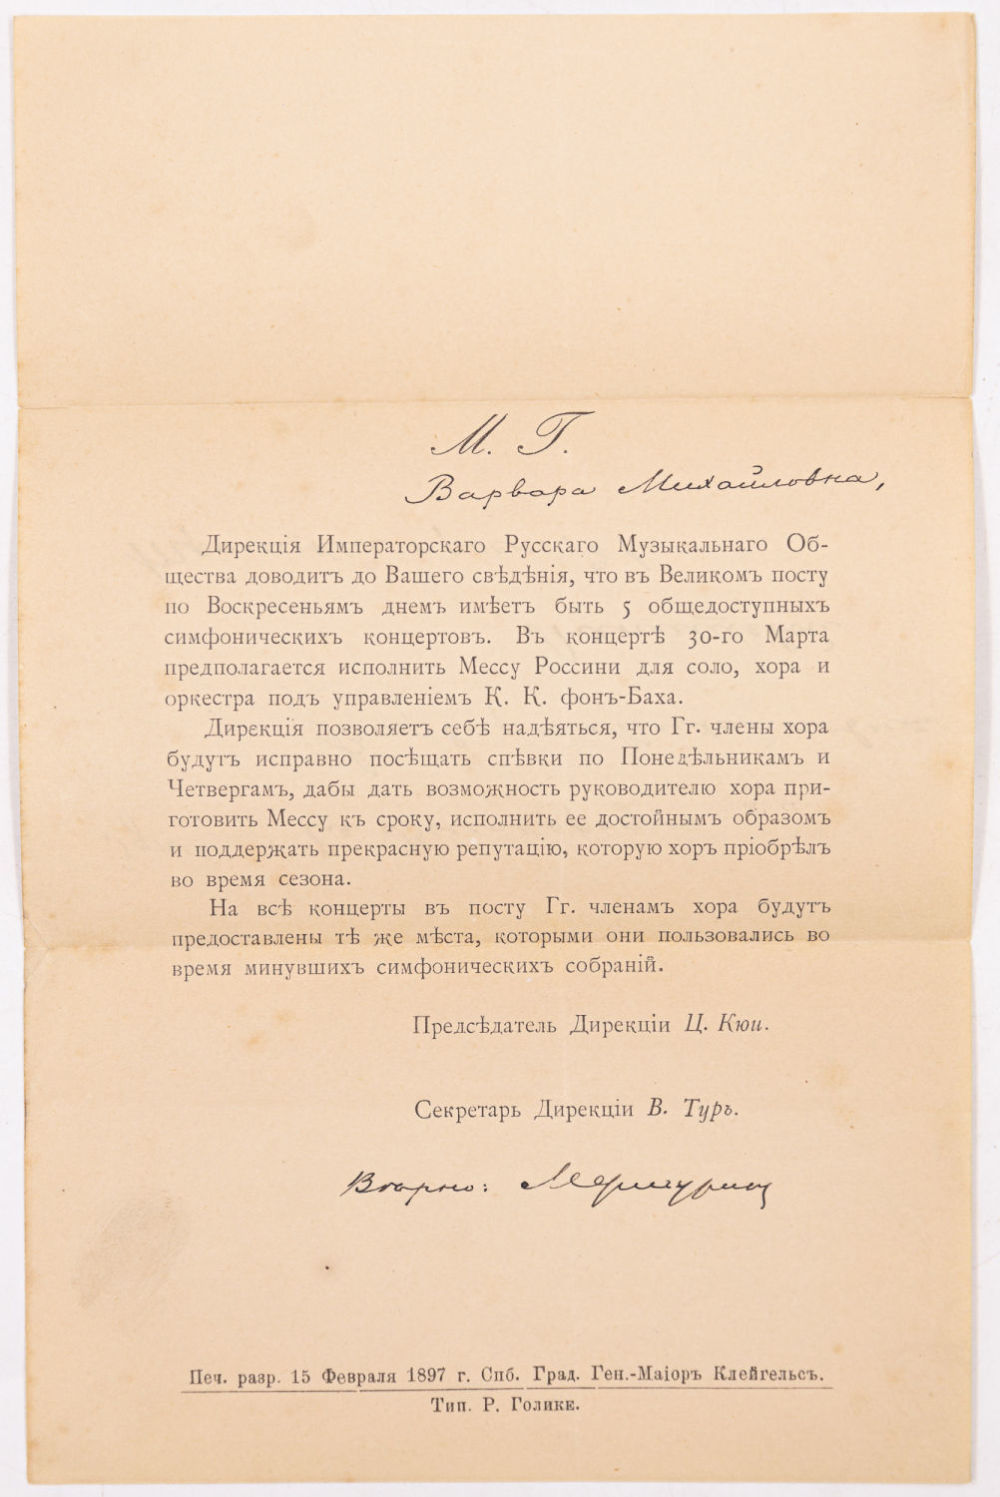 М. Г.
Варвара Михайловна,
Дирекція Императорскаго Русскаго Музыкальнаго Об-
щества доводитъ до Вашего свѣдѣнія, что въ Великомъ посту
по Воскресеньямъ днемъ имѣетъ быть 5 общедоступныхъ
симфоническихъ концертовъ. Въ концертѣ 30-го Марта
предполагается исполнить Мессу Россини для соло, хора и
оркестра подъ управленіемъ К. К. фонъ-Баха.
Дирекція позволяетъ себѣ надѣяться, что Гг. члены хора
будутъ исправно посѣщать спѣвки по Понедѣльникамъ и
Четвергамъ, дабы дать возможность руководителю хора при-
готовить Мессу къ сроку, исполнить ее достойнымъ образомъ
и поддержать прекрасную репутацію, которую хоръ пріобрѣлъ
во время сезона.
На всѣ концерты въ посту Гг. членамъ хора будутъ
предоставлены тѣ же мѣста, которыми они пользовались во
время минувшихъ симфоническихъ собраній.
Предсѣдатель Дирекціи Ц. Кюи.
Секретарь Дирекціи В. Туръ.
Вѣрно:
Печ. разр. 15 Февраля 1897 г. Спб. Град. Ген.-Маіоръ Клейгельсъ.
Тип. Р. Голике.